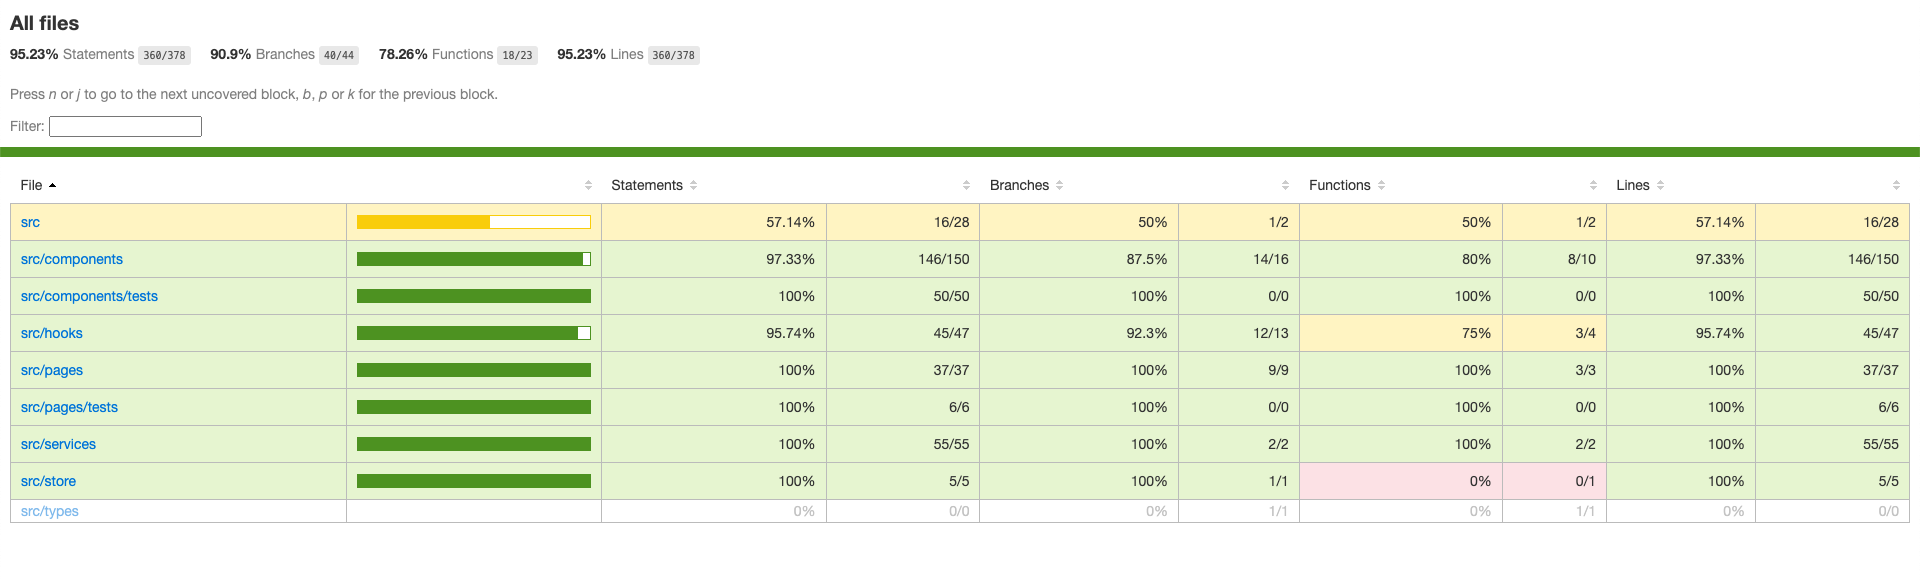 All files
95.23% Statements 360/378 90.9% Branches 40/44 78.26% Functions 18/23 95.23% Lines 360/378
Press n or j to go to the next uncovered block, b, p or k for the previous block.
Filter:
File Statements Branches Functions Lines
src 57.14% 16/28 50% 1/2 50% 1/2 57.14% 16/28
src/components 97.33% 146/150 87.5% 14/16 80% 8/10 97.33% 146/150
src/components/tests 100% 50/50 100% 0/0 100% 0/0 100% 50/50
src/hooks 95.74% 45/47 92.3% 12/13 75% 3/4 95.74% 45/47
src/pages 100% 37/37 100% 9/9 100% 3/3 100% 37/37
src/pages/tests 100% 6/6 100% 0/0 100% 0/0 100% 6/6
src/services 100% 55/55 100% 2/2 100% 2/2 100% 55/55
src/store 100% 5/5 100% 1/1 0% 0/1 100% 5/5
src/types 0% 0/0 0% 1/1 0% 1/1 0% 0/0